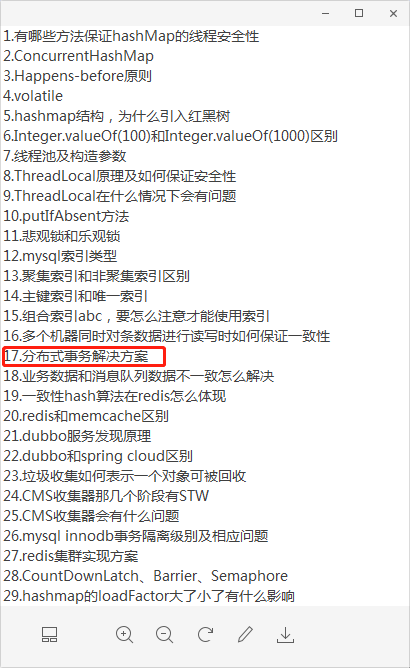 1.有哪些方法保证hashMap的线程安全性
2.ConcurrentHashMap
3.Happens-before原则
4.volatile
5.hashmap结构，为什么引入红黑树
6.Integer.valueOf(100)和Integer.valueOf(1000)区别
7.线程池及构造参数
8.ThreadLocal原理及如何保证安全性
9.ThreadLocal在什么情况下会有问题
10.putIfAbsent方法
11.悲观锁和乐观锁
12.mysql索引类型
13.聚集索引和非聚集索引区别
14.主键索引和唯一索引
15.组合索引abc，要怎么注意才能使用索引
16.多个机器同时对条数据进行读写时如何保证一致性
17.分布式事务解决方案
18.业务数据和消息队列数据不一致怎么解决
19.一致性hash算法在redis怎么体现
20.redis和memcache区别
21.dubbo服务发现原理
22.dubbo和spring cloud区别
23.垃圾收集如何表示一个对象可被回收
24.CMS收集器那几个阶段有STW
25.CMS收集器会有什么问题
26.mysql innodb事务隔离级别及相应问题
27.redis集群实现方案
28.CountDownLatch、Barrier、Semaphore
29.hashmap的loadFactor大了小了有什么影响